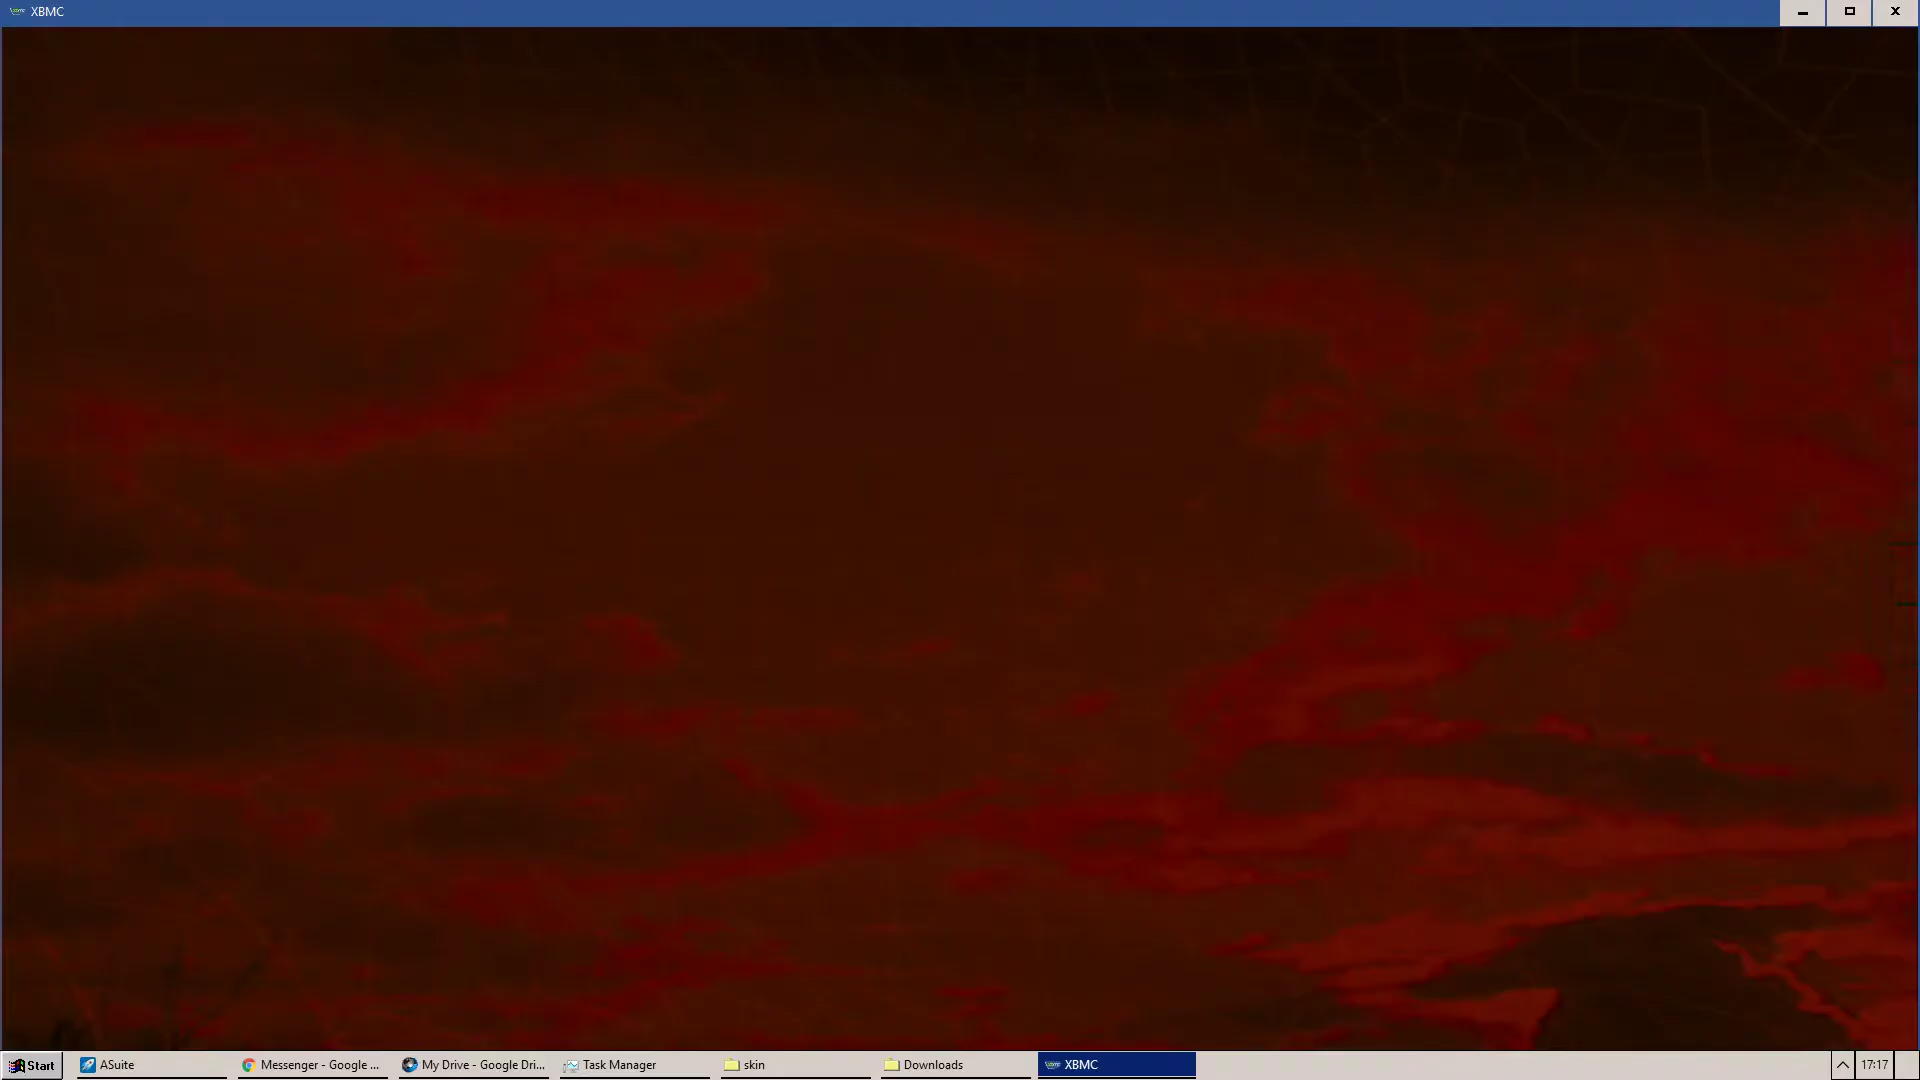 XBMC
Start
ASuite
Messenger - Google ...
My Drive - Google Dri...
Task Manager
skin
Downloads
XBMC
17:17